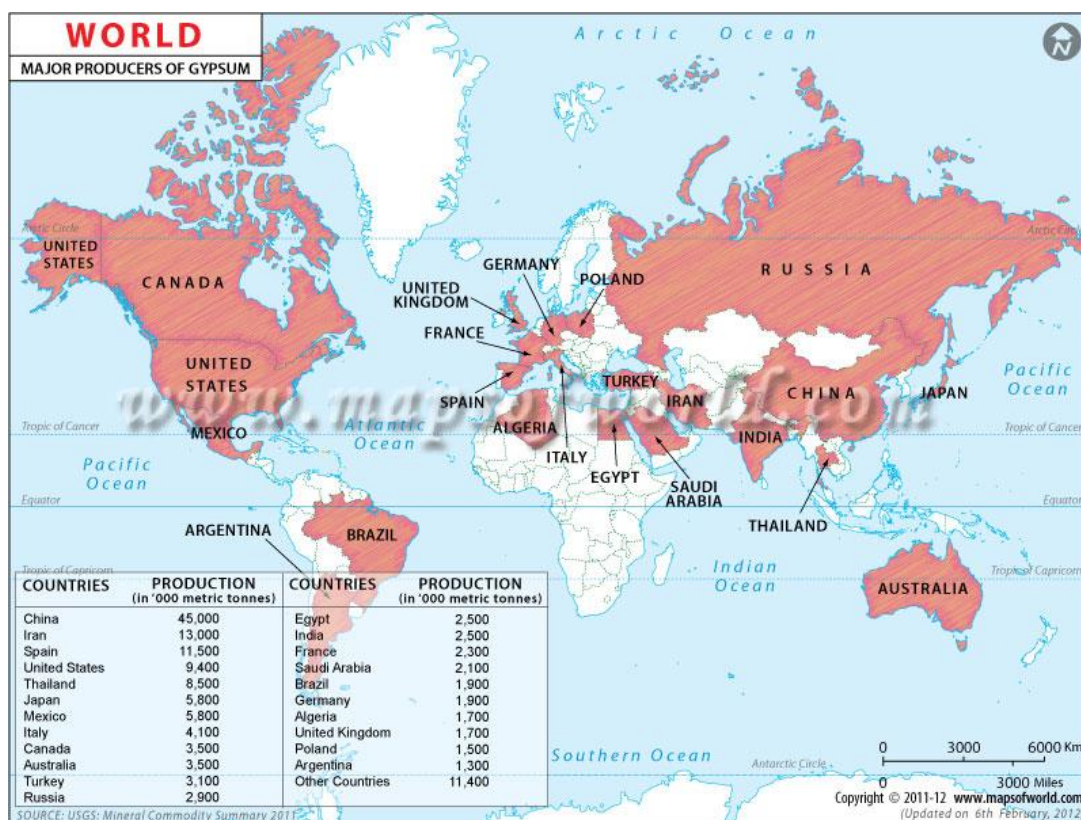 WORLD
MAJOR PRODUCERS OF GYPSUM
Arctic Ocean
Arctic Circle
UNITED
STATES
CANADA
GERMANY
POLAND
RUSSIA
UNITED
KINGDOM
FRANCE
UNITED
STATES
SPAIN
TURKEY
IRAN
CHINA
JAPAN
Pacific
Ocean
www.mapsofworld.com
Tropic of Cancer
MEXICO
Atlantic
Ocean
ALGERIA
ITALY
EGYPT
SAUDI
ARABIA
INDIA
Tropic of Cancer
Pacific
Ocean
THAILAND
Equator
Equator
ARGENTINA
BRAZIL
Indian
Ocean
Tropic of Capricorn
Tropic of Capricorn
AUSTRALIA
COUNTRIES PRODUCTION COUNTRIES PRODUCTION
(in '000 metric tonnes) (in '000 metric tonnes)
China 45,000 Egypt 2,500
Iran 13,000 India 2,500
Spain 11,500 France 2,300
United States 9,400 Saudi Arabia 2,100
Thailand 8,500 Brazil 1,900
Japan 5,800 Germany 1,900
Mexico 5,800 Algeria 1,700
Italy 4,100 United Kingdom 1,700
Canada 3,500 Poland 1,500
Australia 3,500 Argentina 1,300
Turkey 3,100 Other Countries 11,400
Russia 2,900
Southern Ocean
Antarctic Circle
0 3000 6000 Km
0 3000 Miles
SOURCE: USGS: Mineral Commodity Summary 2011
Copyright © 2011-12 www.mapsofworld.com
(Updated on 6th February, 2012)